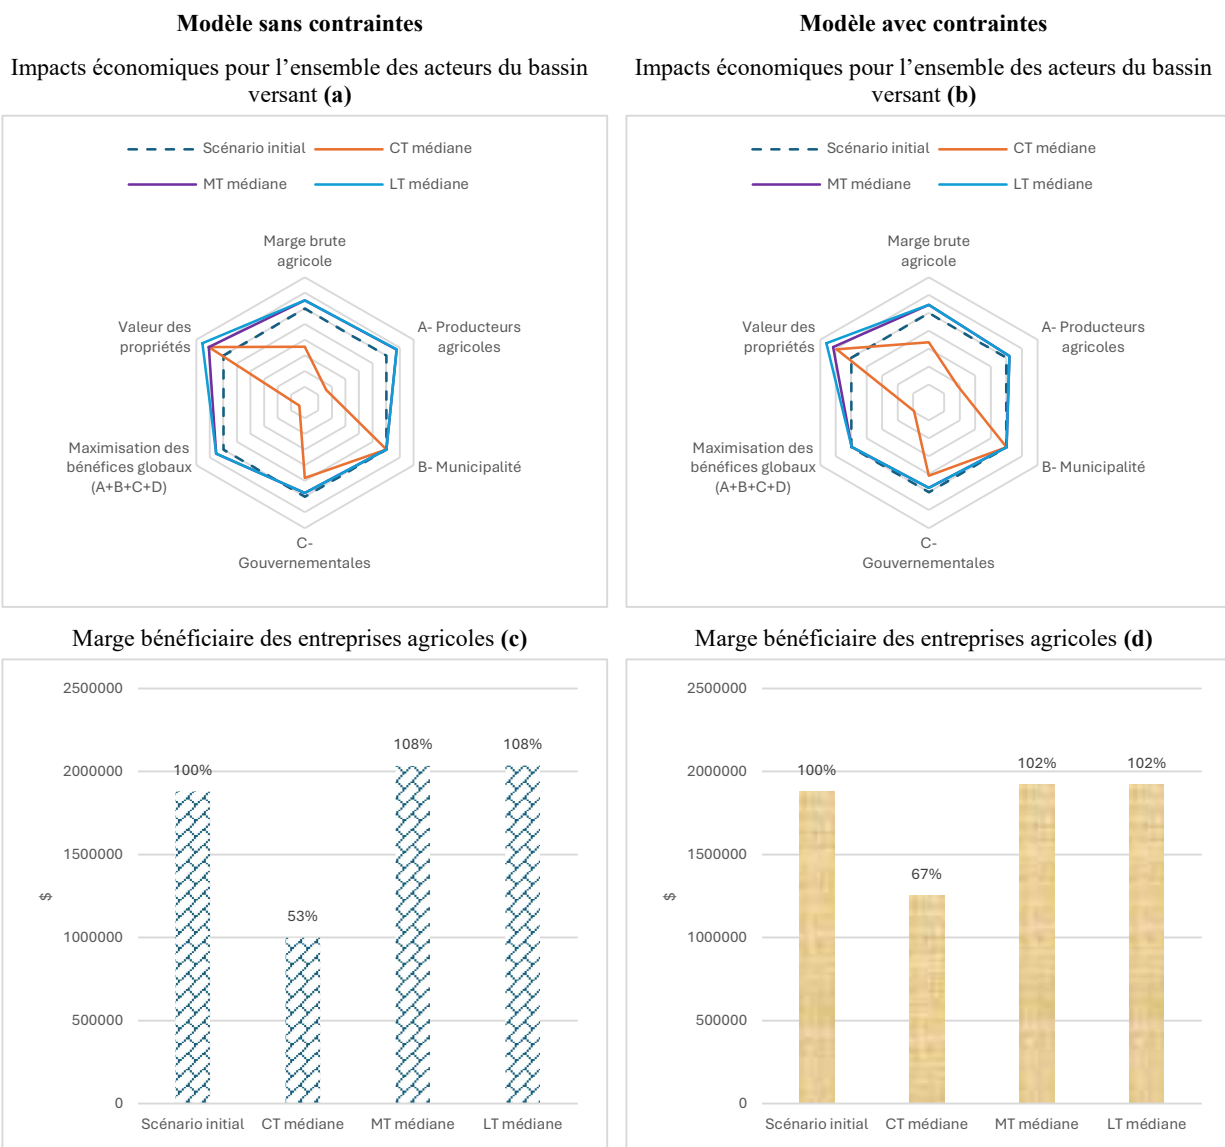 Modèle sans contraintes
Impacts économiques pour l'ensemble des acteurs du bassin
versant (a)
Scénario initial
CT médiane
MT médiane
LT médiane
Marge brute
agricole
A- Producteurs
agricoles
B- Municipalité
C-
Gouvernementales
Maximisation des
bénéfices globaux
(A+B+C+D)
Valeur des
propriétés
Modèle avec contraintes
Impacts économiques pour l'ensemble des acteurs du bassin
versant (b)
Scénario initial
CT médiane
MT médiane
LT médiane
Marge brute
agricole
A- Producteurs
agricoles
B- Municipalité
C-
Gouvernementales
Maximisation des
bénéfices globaux
(A+B+C+D)
Valeur des
propriétés
Marge bénéficiaire des entreprises agricoles (c)
2500000
2000000
1500000
1000000
500000
0
$
100%
53%
108%
108%
Scénario initial
CT médiane
MT médiane
LT médiane
Marge bénéficiaire des entreprises agricoles (d)
2500000
2000000
1500000
1000000
500000
0
$
100%
67%
102%
102%
Scénario initial
CT médiane
MT médiane
LT médiane